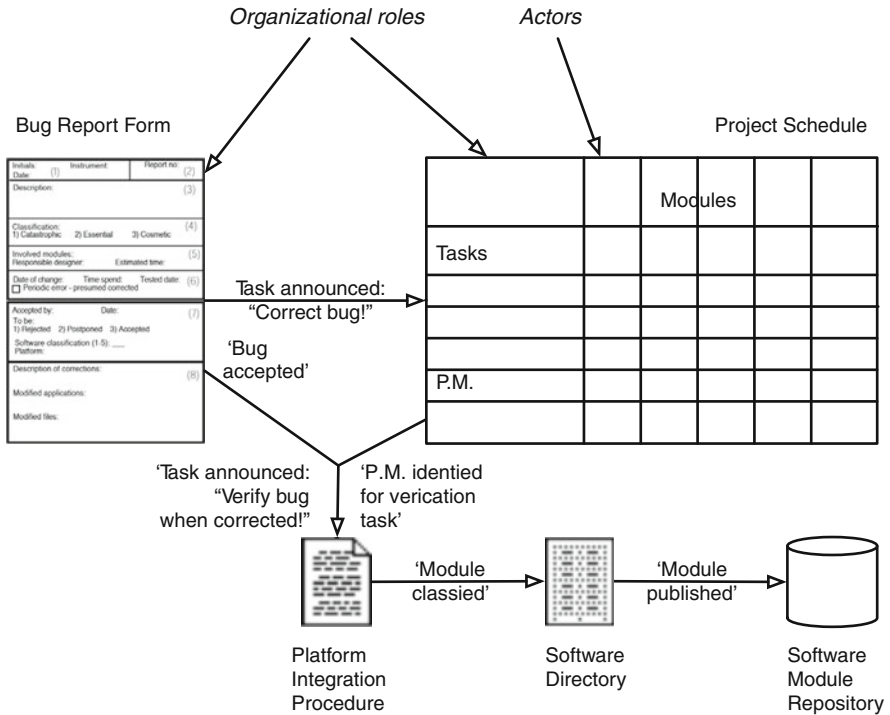 Organizational roles
Actors
Bug Report Form
Project Schedule
Initials: Instrument: Report no:
Date: (1) (2)
Description: (3)
Classification: (4)
1) Catastrophic 2) Essential 3) Cosmetic
Involved modules: (5)
Responsible designer: Estimated time:
Date of change: Time spend: Tested date: (6)
Periodic error - presumed corrected
Accepted by: Date: (7)
To be:
1) Rejected 2) Postponed 3) Accepted
Software classification (1-5): ___
Platform:
Description of corrections: (8)
Modified applications:
Modified files:
Modules
Tasks
P.M.
Task announced:
“Correct bug!”
‘Bug
accepted’
‘Task announced:
“Verify bug
when corrected!”
‘P.M. identied
for verication
task’
‘Module
classied’
‘Module
published’
Platform
Integration
Procedure
Software
Directory
Software
Module
Repository